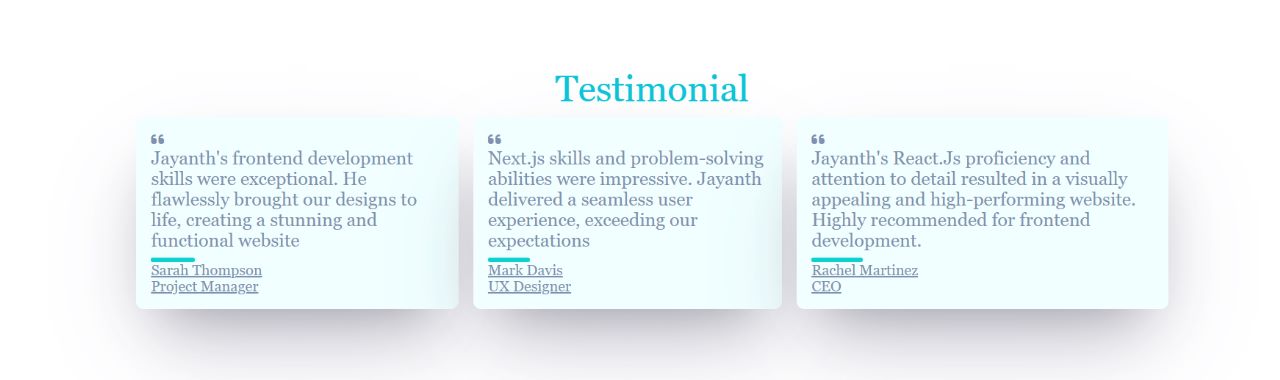 Testimonial
❝
Jayanth's frontend development
skills were exceptional. He
flawlessly brought our designs to
life, creating a stunning and
functional website
Sarah Thompson
Project Manager
❝
Next.js skills and problem-solving
abilities were impressive. Jayanth
delivered a seamless user
experience, exceeding our
expectations
Mark Davis
UX Designer
❝
Jayanth's React.Js proficiency and
attention to detail resulted in a visually
appealing and high-performing website.
Highly recommended for frontend
development.
Rachel Martinez
CEO